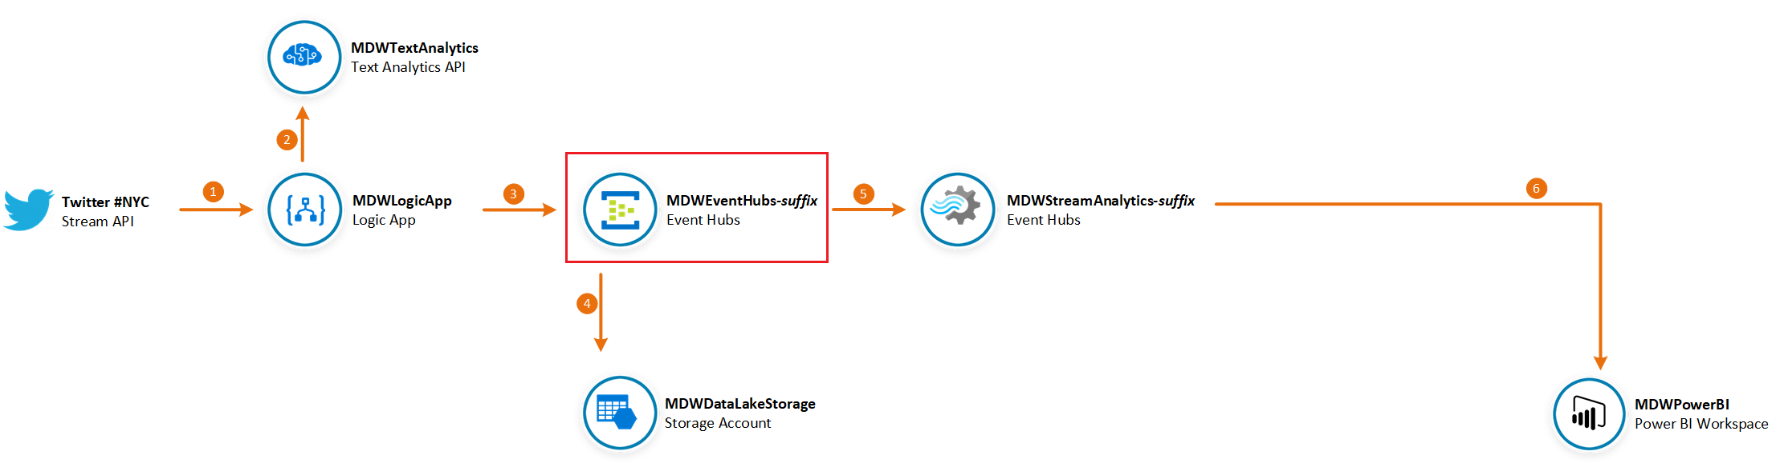 MDWTextAnalytics
Text Analytics API
2
Twitter #NYC
Stream API
1
MDWLogicApp
Logic App
3
MDWEventHubs-suffix
Event Hubs
5
MDWStreamAnalytics-suffix
Event Hubs
6
4
MDWDataLakeStorage
Storage Account
MDWPowerBI
Power BI Workspace